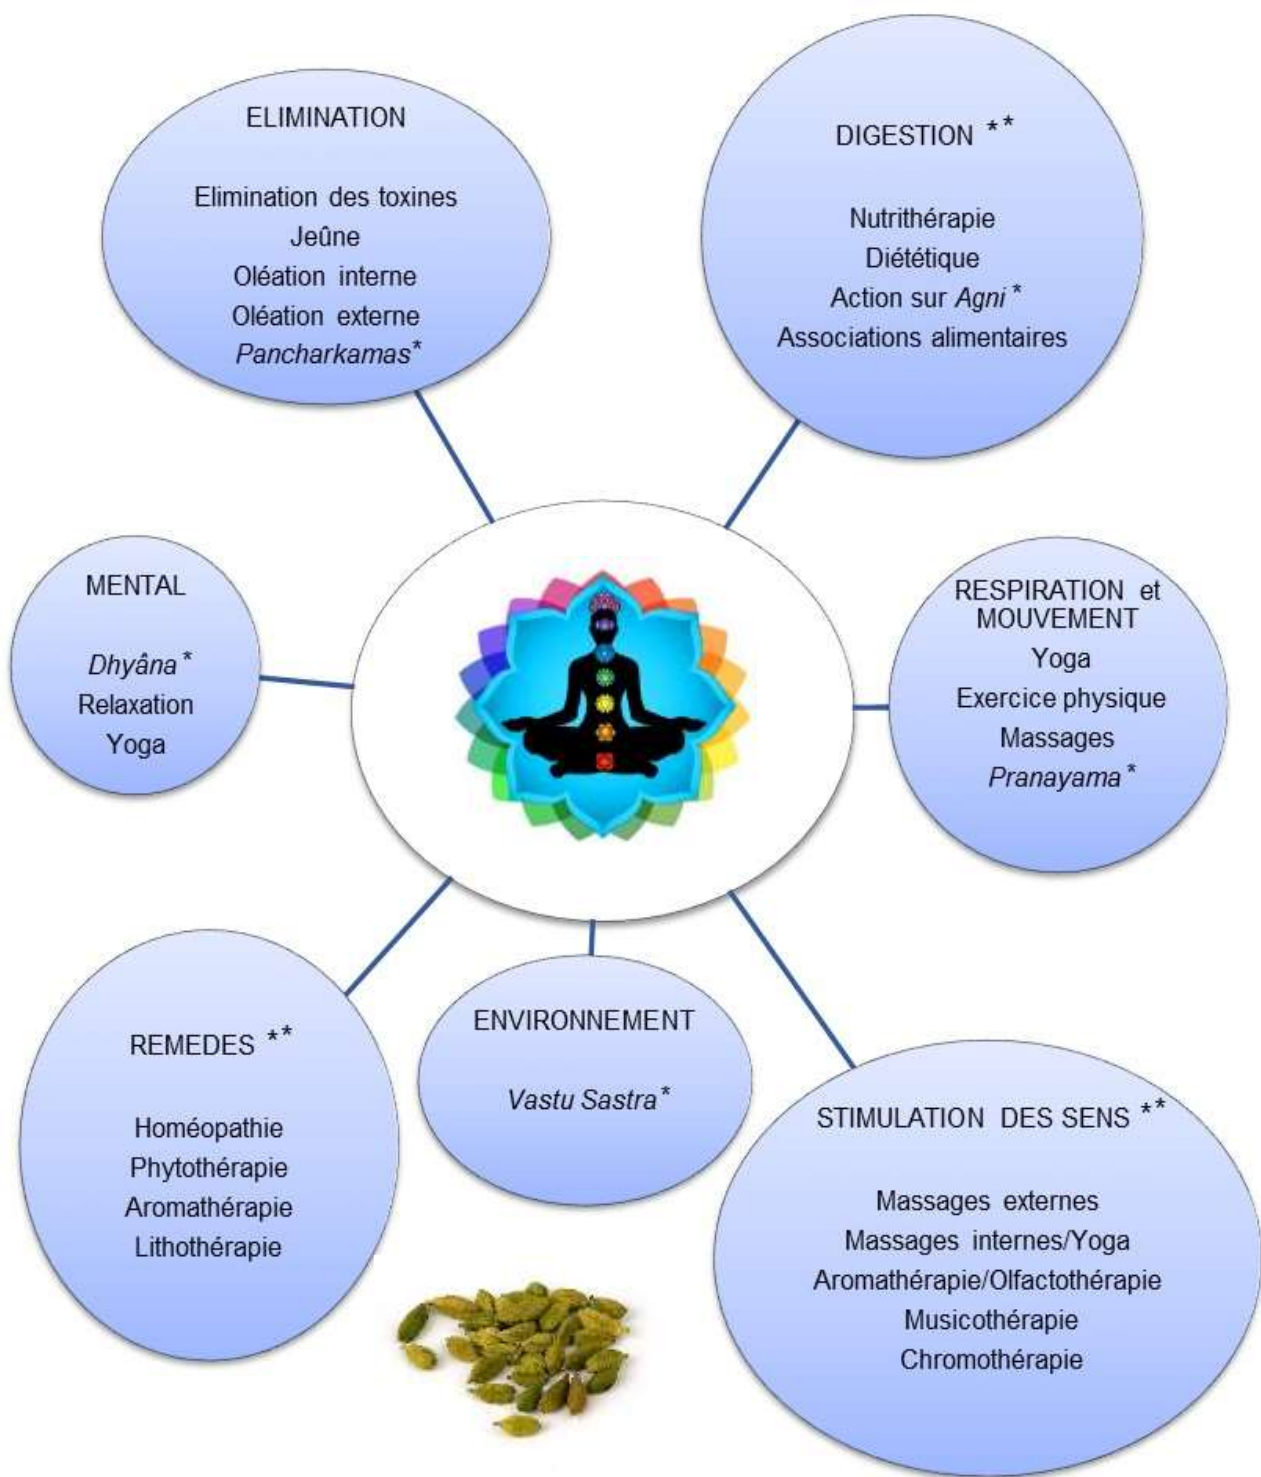 ELIMINATION
Elimination des toxines
Jeûne
Oléation interne
Oléation externe
Pancharkamas*
DIGESTION **
Nutrithérapie
Diététique
Action sur Agni*
Associations alimentaires
MENTAL
Dhyâna*
Relaxation
Yoga
RESPIRATION et
MOUVEMENT
Yoga
Exercice physique
Massages
Pranayama*
REMEDES **
Homéopathie
Phytothérapie
Aromathérapie
Lithothérapie
ENVIRONNEMENT
Vastu Sastra*
STIMULATION DES SENS **
Massages externes
Massages internes/Yoga
Aromathérapie/Olfactothérapie
Musicothérapie
Chromothérapie